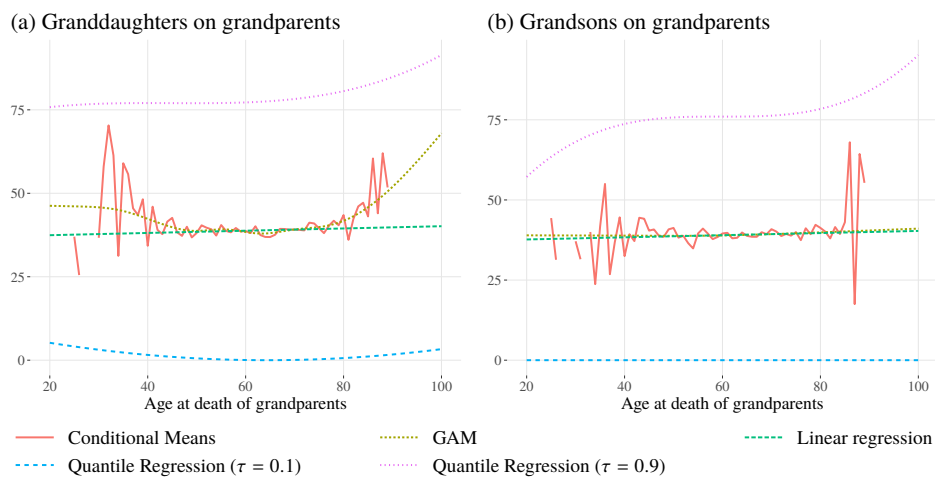 (a) Granddaughters on grandparents
75
50
25
0
20 40 60 80 100
Age at death of grandparents
(b) Grandsons on grandparents
75
50
25
0
20 40 60 80 100
Age at death of grandparents
Conditional Means GAM Linear regression
Quantile Regression (τ = 0.1) Quantile Regression (τ = 0.9)